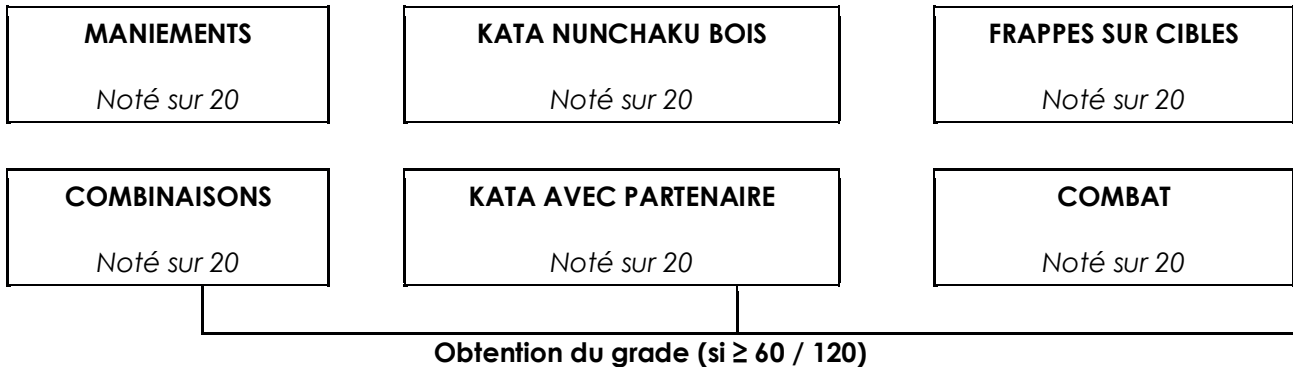 MANIEMENTS
Noté sur 20
KATA NUNCHAKU BOIS
Noté sur 20
FRAPPES SUR CIBLES
Noté sur 20
COMBINAISONS
Noté sur 20
KATA AVEC PARTENAIRE
Noté sur 20
COMBAT
Noté sur 20
Obtention du grade (si ≥ 60 / 120)